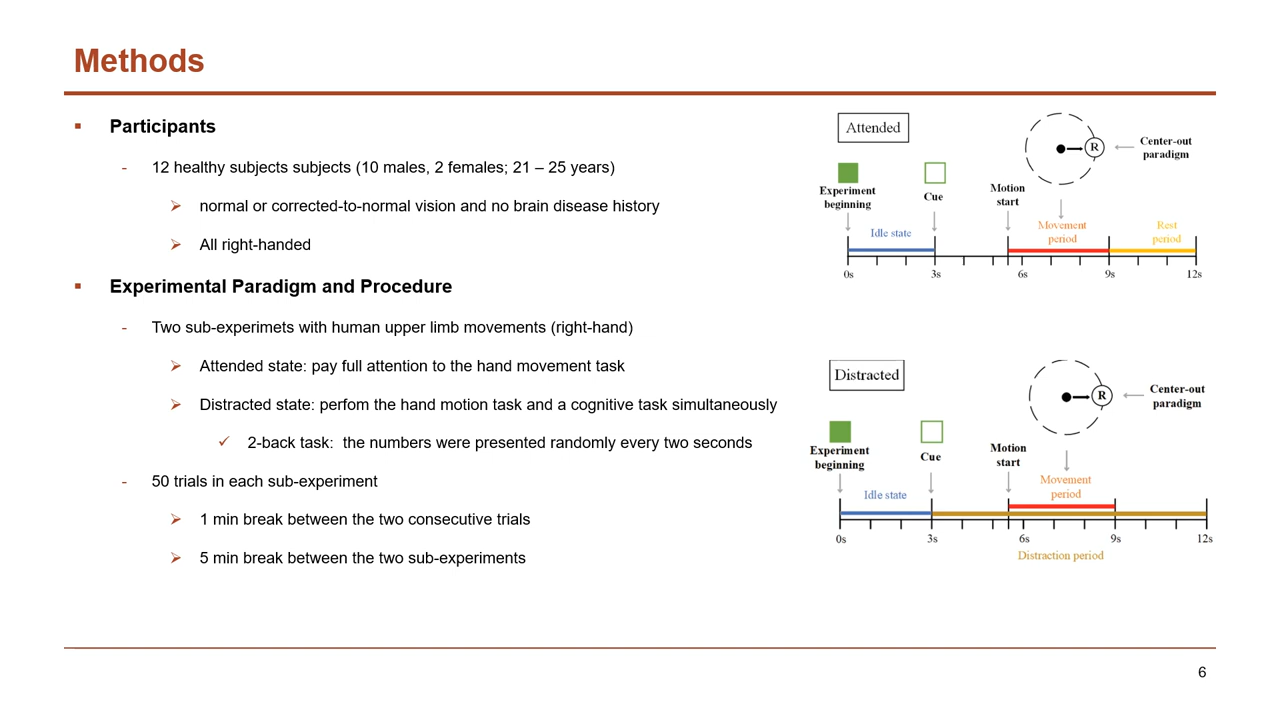 Methods
Participants
- 12 healthy subjects subjects (10 males, 2 females; 21 – 25 years)
normal or corrected-to-normal vision and no brain disease history
All right-handed
Experimental Paradigm and Procedure
- Two sub-experimets with human upper limb movements (right-hand)
Attended state: pay full attention to the hand movement task
Distracted state: perfom the hand motion task and a cognitive task simultaneously
2-back task: the numbers were presented randomly every two seconds
- 50 trials in each sub-experiment
1 min break between the two consecutive trials
5 min break between the two sub-experiments
Attended
R
Center-out
paradigm
Experiment
beginning
Cue
Motion
start
Idle state
Movement
period
Rest
period
0s 3s 6s 9s 12s
Distracted
R
Center-out
paradigm
Experiment
beginning
Cue
Motion
start
Idle state
Movement
period
0s 3s 6s 9s 12s
Distraction period
6